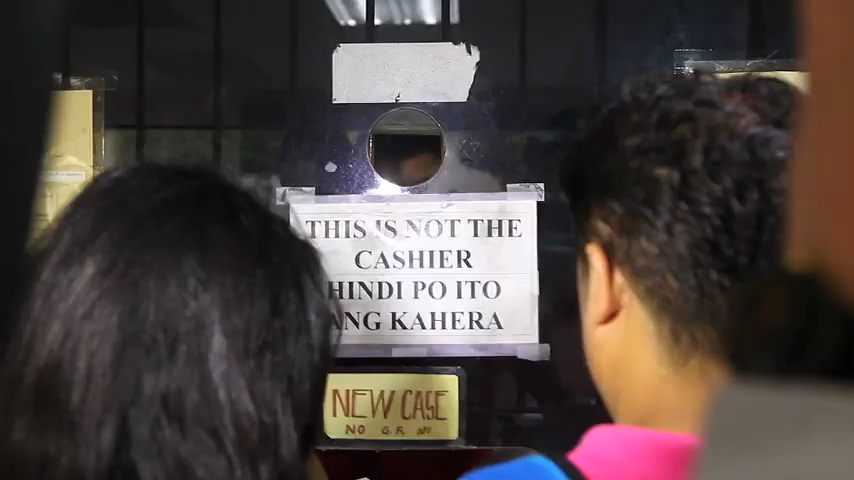 THIS IS NOT THE
CASHIER
HINDI PO ITO
ANG KAHERA
NEW CASE
NO G.R. NO